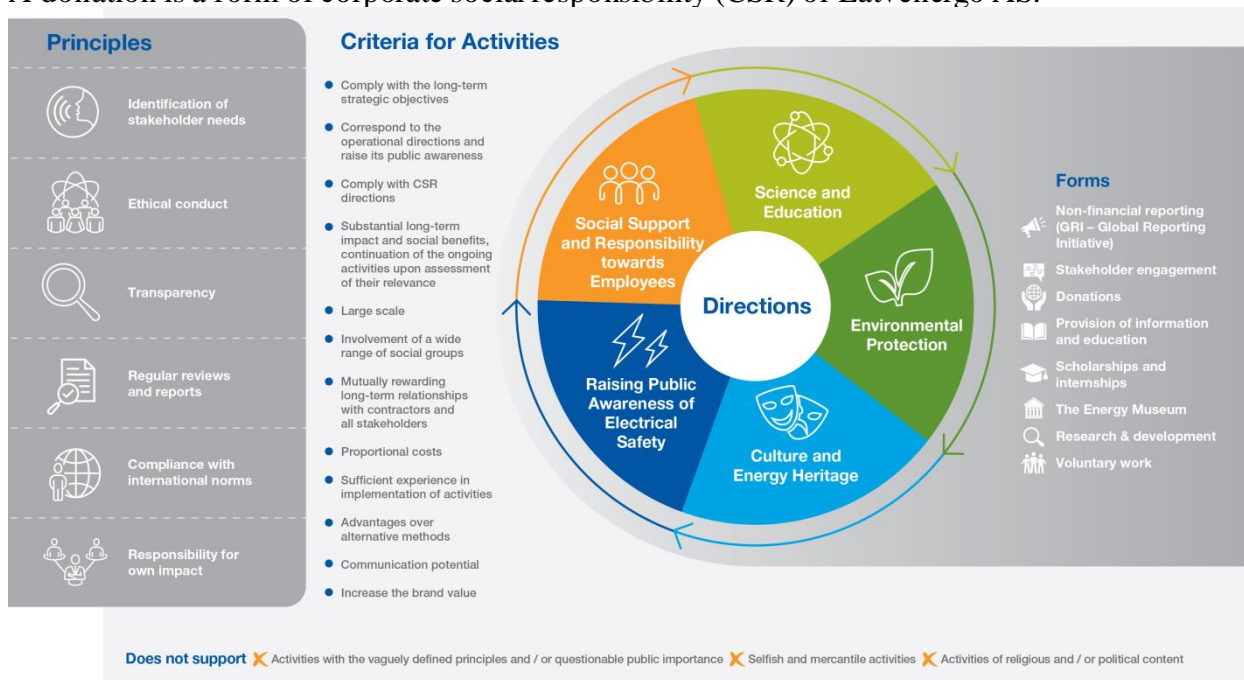 A donation is a form of corporate social responsibility (CSR) of Latvenergo AS.
Principles
Identification of
stakeholder needs
Ethical conduct
Transparency
Regular reviews
and reports
Compliance with
international norms
Responsibility for
own impact
Criteria for Activities
Comply with the long-term
strategic objectives
Correspond to the
operational directions and
raise its public awareness
Comply with CSR
directions
Substantial long-term
impact and social benefits,
continuation of the ongoing
activities upon assessment
of their relevance
Large scale
Involvement of a wide
range of social groups
Mutually rewarding
long-term relationships
with contractors and
all stakeholders
Proportional costs
Sufficient experience in
implementation of activities
Advantages over
alternative methods
Communication potential
Increase the brand value
Directions
Science and
Education
Environmental
Protection
Culture and
Energy Heritage
Raising Public
Awareness of
Electrical
Safety
Social Support
and Responsibility
towards
Employees
Forms
Non-financial reporting
(GRI – Global Reporting
Initiative)
Stakeholder engagement
Donations
Provision of information
and education
Scholarships and
internships
The Energy Museum
Research & development
Voluntary work
Does not support X Activities with the vaguely defined principles and / or questionable public importance X Selfish and mercantile activities X Activities of religious and / or political content